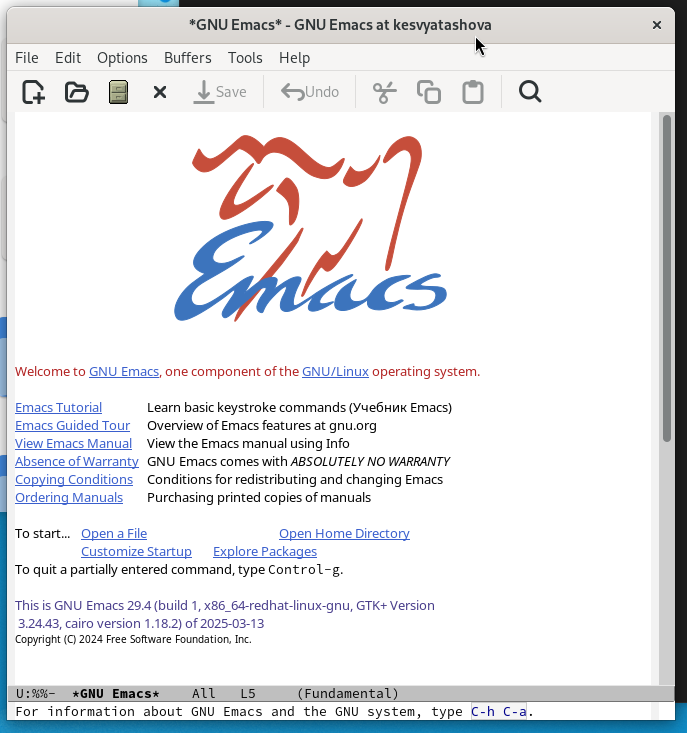 *GNU Emacs* - GNU Emacs at kesvyatashova
File Edit Options Buffers Tools Help
Save Undo
Emacs
Welcome to GNU Emacs, one component of the GNU/Linux operating system.
Emacs Tutorial Learn basic keystroke commands (Учебник Emacs)
Emacs Guided Tour Overview of Emacs features at gnu.org
View Emacs Manual View the Emacs manual using Info
Absence of Warranty GNU Emacs comes with ABSOLUTELY NO WARRANTY
Copying Conditions Conditions for redistributing and changing Emacs
Ordering Manuals Purchasing printed copies of manuals
To start... Open a File Open Home Directory
Customize Startup Explore Packages
To quit a partially entered command, type Control-g.
This is GNU Emacs 29.4 (build 1, x86_64-redhat-linux-gnu, GTK+ Version
3.24.43, cairo version 1.18.2) of 2025-03-13
Copyright (C) 2024 Free Software Foundation, Inc.
U:%%- *GNU Emacs* All L5 (Fundamental)
For information about GNU Emacs and the GNU system, type C-h C-a.